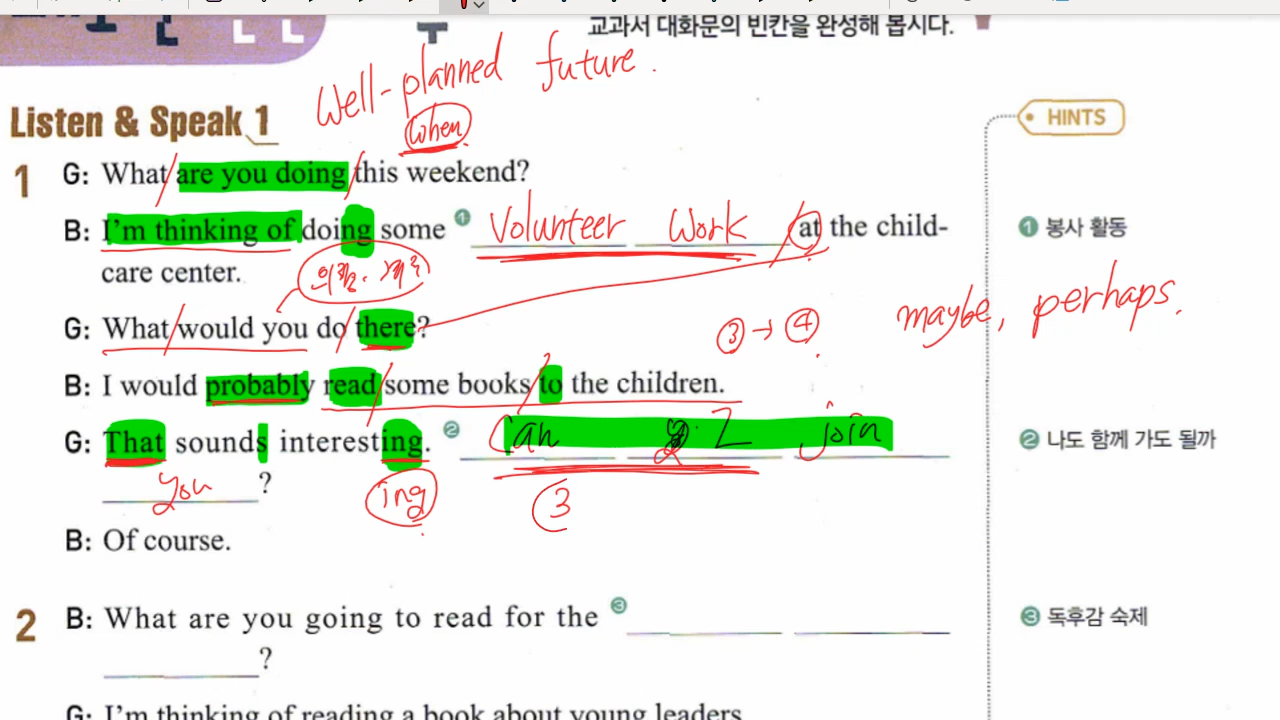 교과서 대화문의 빈칸을 완성해 봅시다.
Well-planned future.
Listen & Speak 1
when
HINTS
1 G: What are you doing this weekend?
B: I'm thinking of doing some ❶ Volunteer Work at the child-
❶ 봉사 활동
care center.
의향·계획
G: What would you do there?
③ → ④
maybe, perhaps.
B: I would probably read some books to the children.
G: That sounds interesting. ❷ Can I join
❷ 나도 함께 가도 될까
you ?
ing
③
B: Of course.
2 B: What are you going to read for the ❸
❸ 독후감 숙제
?
G: I'm thinking of reading a book about young leaders